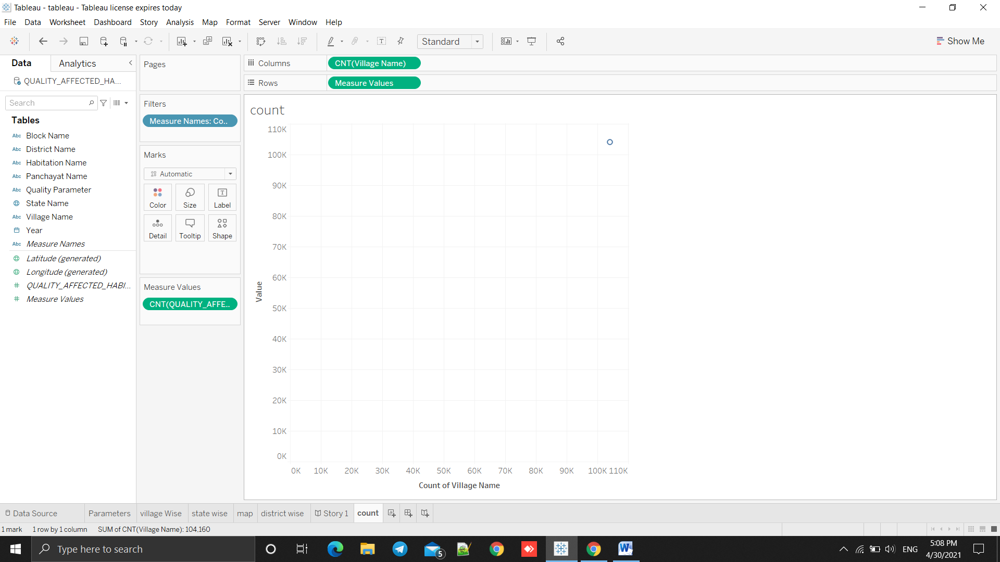 Tableau - tableau - Tableau license expires today
File Data Worksheet Dashboard Story Analysis Map Format Server Window Help
Standard
Show Me
Data Analytics
QUALITY_AFFECTED_HA...
Search
Tables
Abc Block Name
Abc District Name
Abc Habitation Name
Abc Panchayat Name
Abc Quality Parameter
State Name
Abc Village Name
Year
Abc Measure Names
Latitude (generated)
Longitude (generated)
# QUALITY_AFFECTED_HABI...
# Measure Values
Pages
Filters
Measure Names: Co..
Marks
Automatic
Color Size Label
Detail Tooltip Shape
Measure Values
CNT(QUALITY_AFFE..
Columns CNT(Village Name)
Rows Measure Values
count
110K
100K
90K
80K
70K
60K
50K
40K
30K
20K
10K
0K
Value
0K 10K 20K 30K 40K 50K 60K 70K 80K 90K 100K 110K
Count of Village Name
Data Source Parameters village Wise state wise map district wise Story 1 count
1 mark 1 row by 1 column SUM of CNT(Village Name): 104,160
Type here to search
5
ENG
5:08 PM
4/30/2021